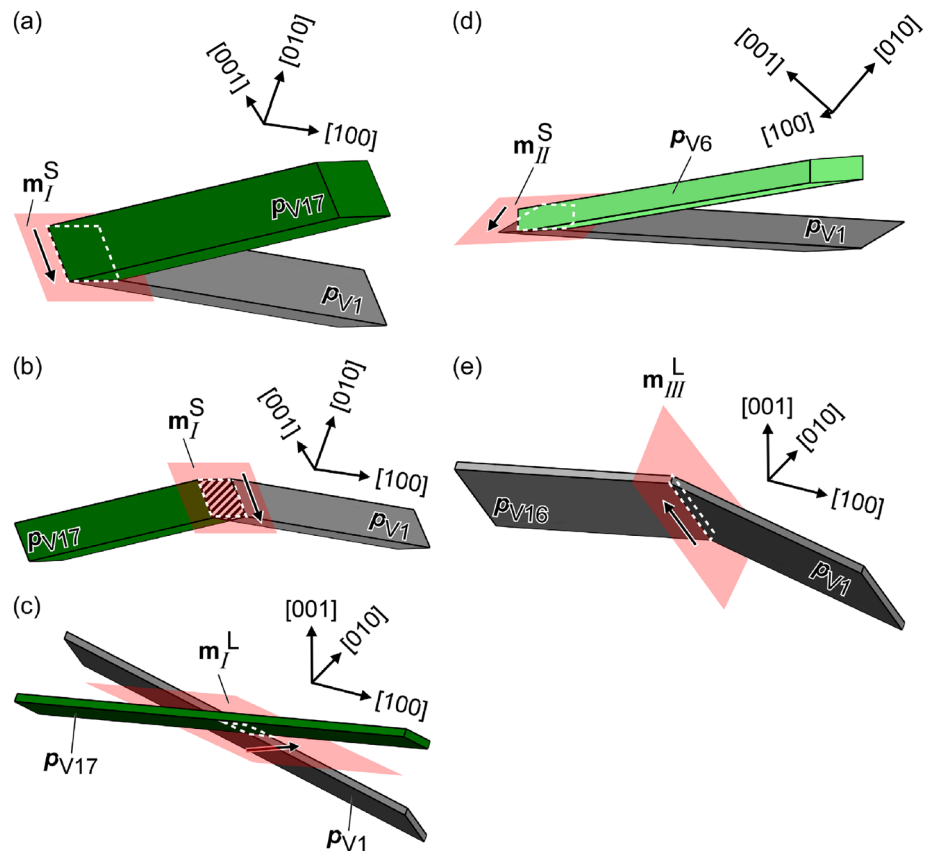 (a)
[001]
[010]
[100]
m_I^S
p_V17
p_V1
(b)
m_I^S
[001]
[010]
[100]
p_V17
p_V1
(c)
[001]
[010]
[100]
m_I^L
p_V17
p_V1
(d)
[001]
[010]
[100]
m_II^S
p_V6
p_V1
(e)
m_III^L
[001]
[010]
[100]
p_V16
p_V1